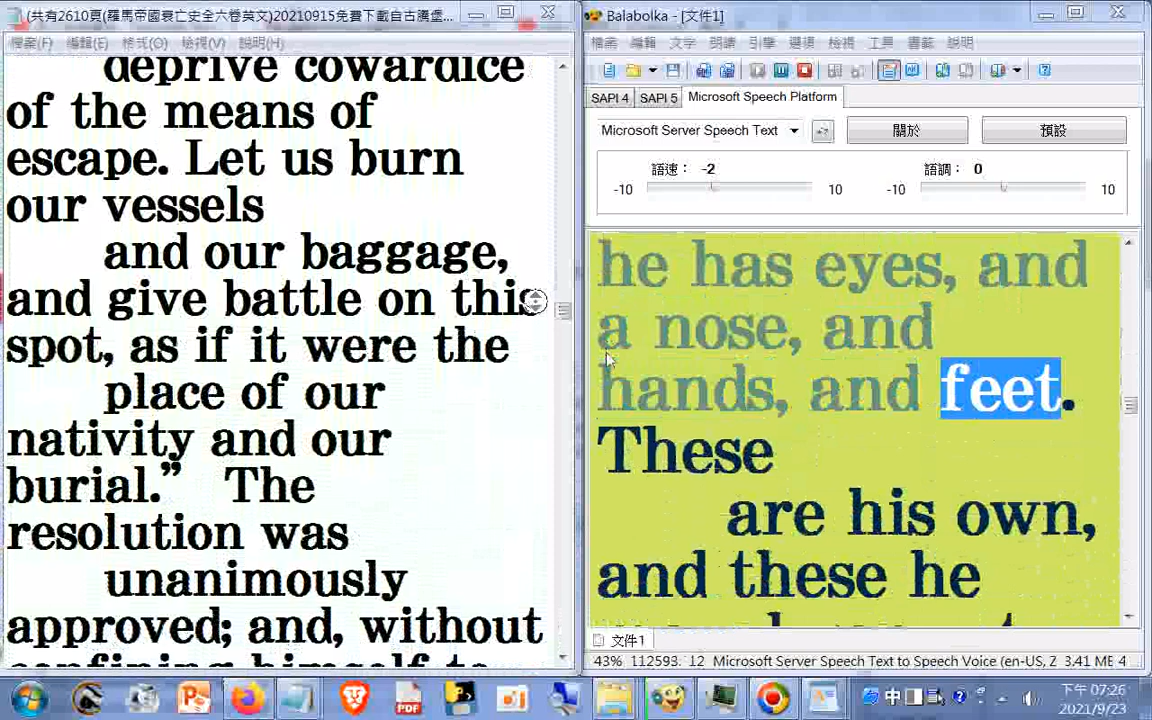 (共有2610頁(羅馬帝國衰亡史全六卷英文)20210915免費下載自古騰堡...
檔案(F) 編輯(E) 格式(O) 檢視(V) 說明(H)
deprive cowardice
of the means of
escape. Let us burn
our vessels
and our baggage,
and give battle on this
spot, as if it were the
place of our
nativity and our
burial.” The
resolution was
unanimously
approved; and, without
confining himself to
Balabolka - [文件1]
檔案 編輯 文字 朗讀 引擎 選項 檢視 工具 書籤 說明
SAPI 4 SAPI 5 Microsoft Speech Platform
Microsoft Server Speech Text
關於
預設
語速： -2
-10 10
語調： 0
-10 10
he has eyes, and
a nose, and
hands, and feet.
These
are his own,
and these he
文件1
43% 112593: 12 Microsoft Server Speech Text to Speech Voice (en-US, Z 3.41 ME 4
中
下午 07:26
2021/9/23